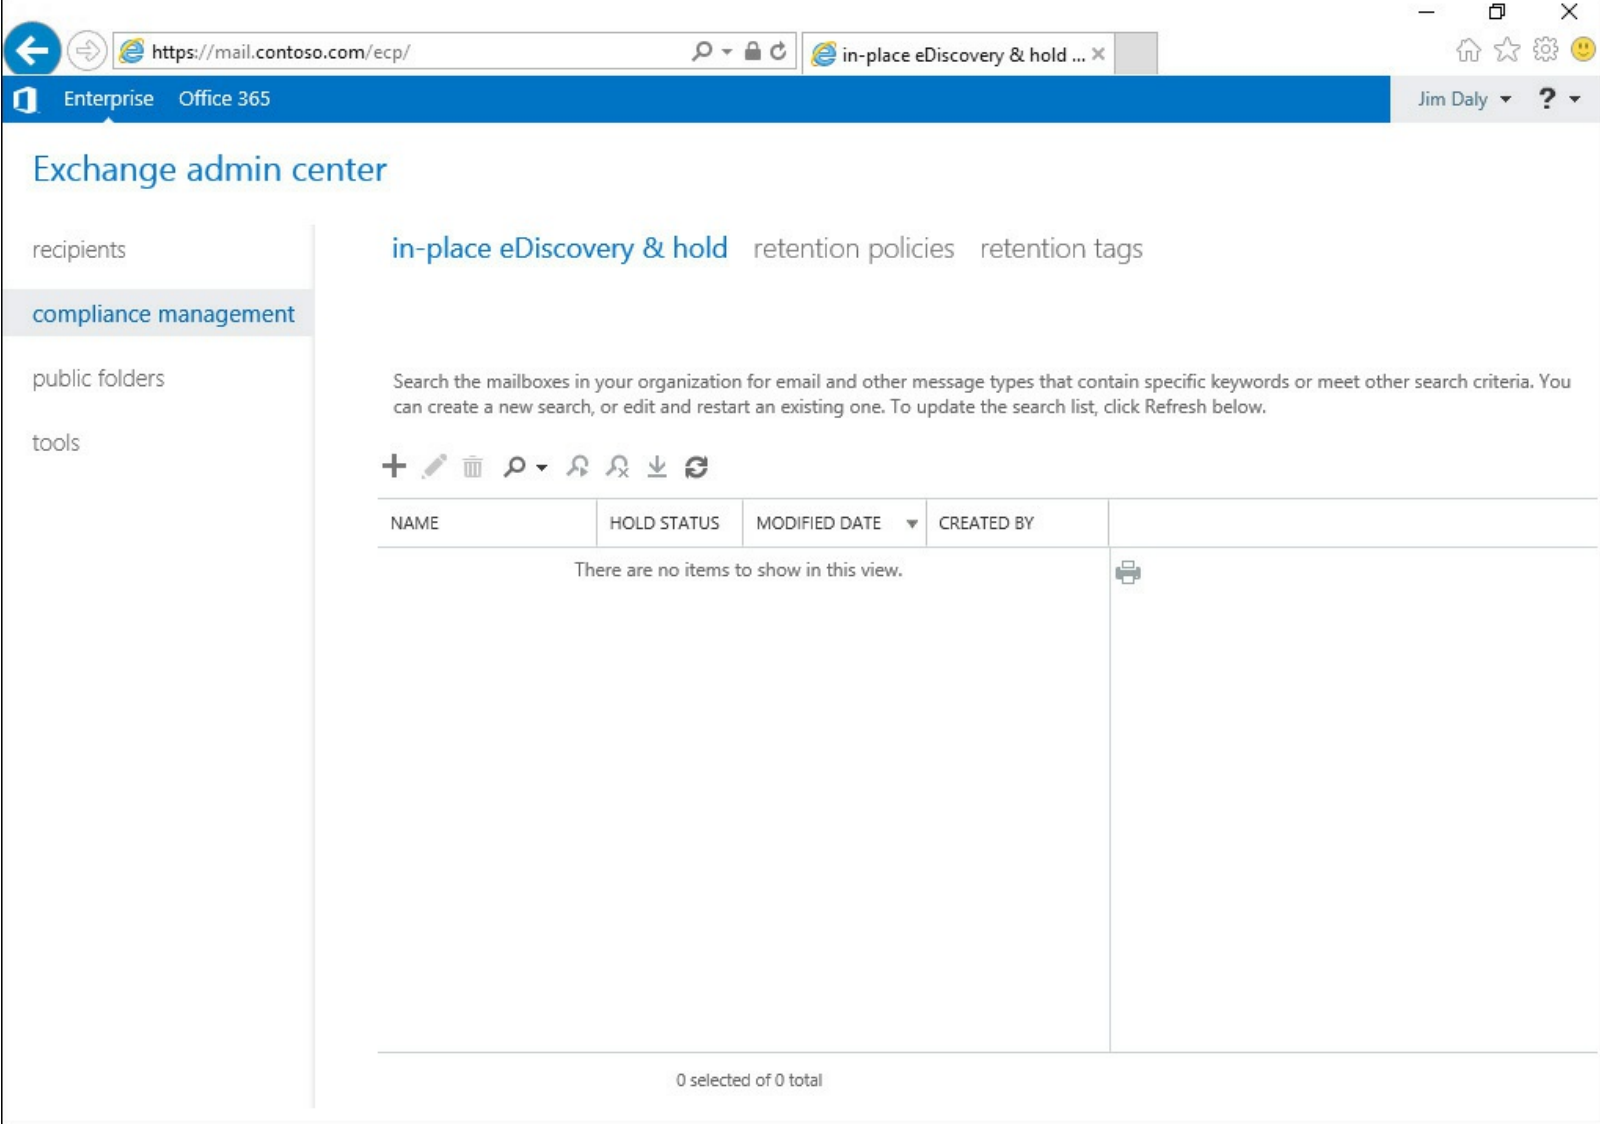 https://mail.contoso.com/ecp/
in-place eDiscovery & hold ...
Enterprise Office 365
Jim Daly ?
Exchange admin center
recipients
compliance management
public folders
tools
in-place eDiscovery & hold retention policies retention tags
Search the mailboxes in your organization for email and other message types that contain specific keywords or meet other search criteria. You
can create a new search, or edit and restart an existing one. To update the search list, click Refresh below.
NAME HOLD STATUS MODIFIED DATE CREATED BY
There are no items to show in this view.
0 selected of 0 total